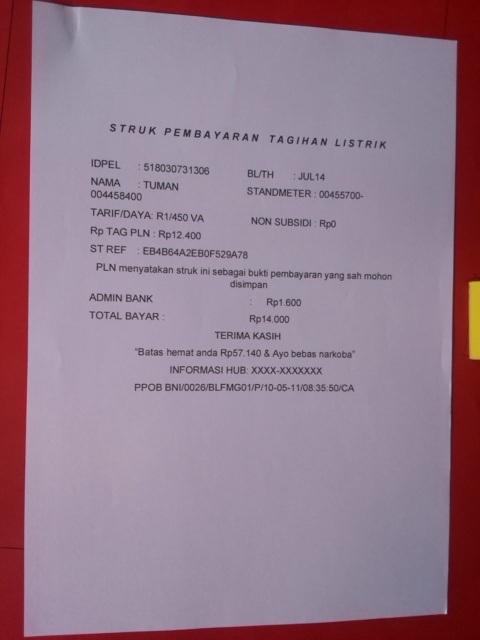 STRUK PEMBAYARAN TAGIHAN LISTRIK
IDPEL : 518030731306 BL/TH : JUL14
NAMA : TUMAN STANDMETER : 00455700-
004458400
TARIF/DAYA: R1/450 VA NON SUBSIDI : Rp0
Rp TAG PLN : Rp12.400
ST REF : EB4B64A2EB0F529A78
PLN menyatakan struk ini sebagai bukti pembayaran yang sah mohon
disimpan
ADMIN BANK : Rp1.600
TOTAL BAYAR : Rp14.000
TERIMA KASIH
"Batas hemat anda Rp57.140 & Ayo bebas narkoba"
INFORMASI HUB: XXXX-XXXXXXX
PPOB BNI/0026/BLFMG01/P/10-05-11/08:35:50/CA